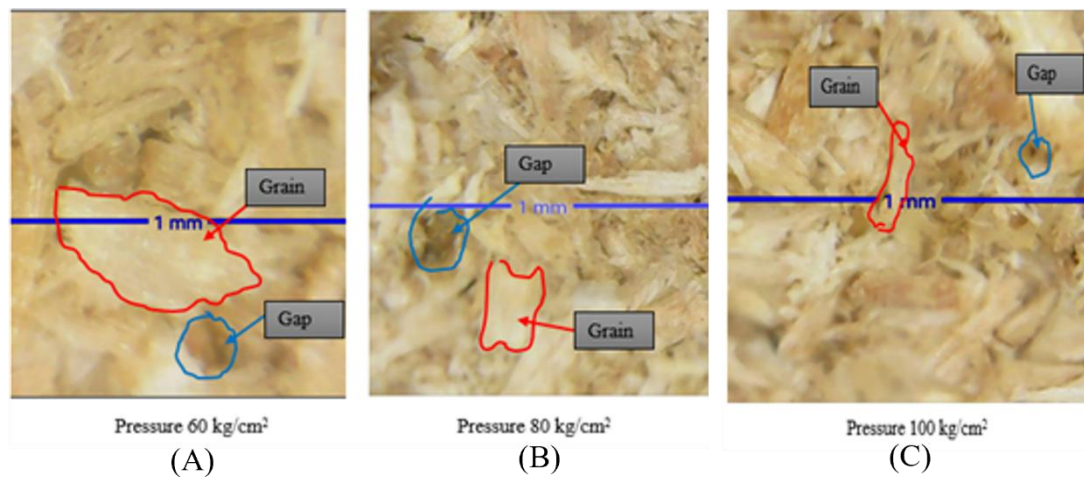 Grain
1 mm
Gap
Pressure 60 kg/cm²
(A)
Gap
1 mm
Grain
Pressure 80 kg/cm²
(B)
Grain
Gap
1 mm
Pressure 100 kg/cm²
(C)